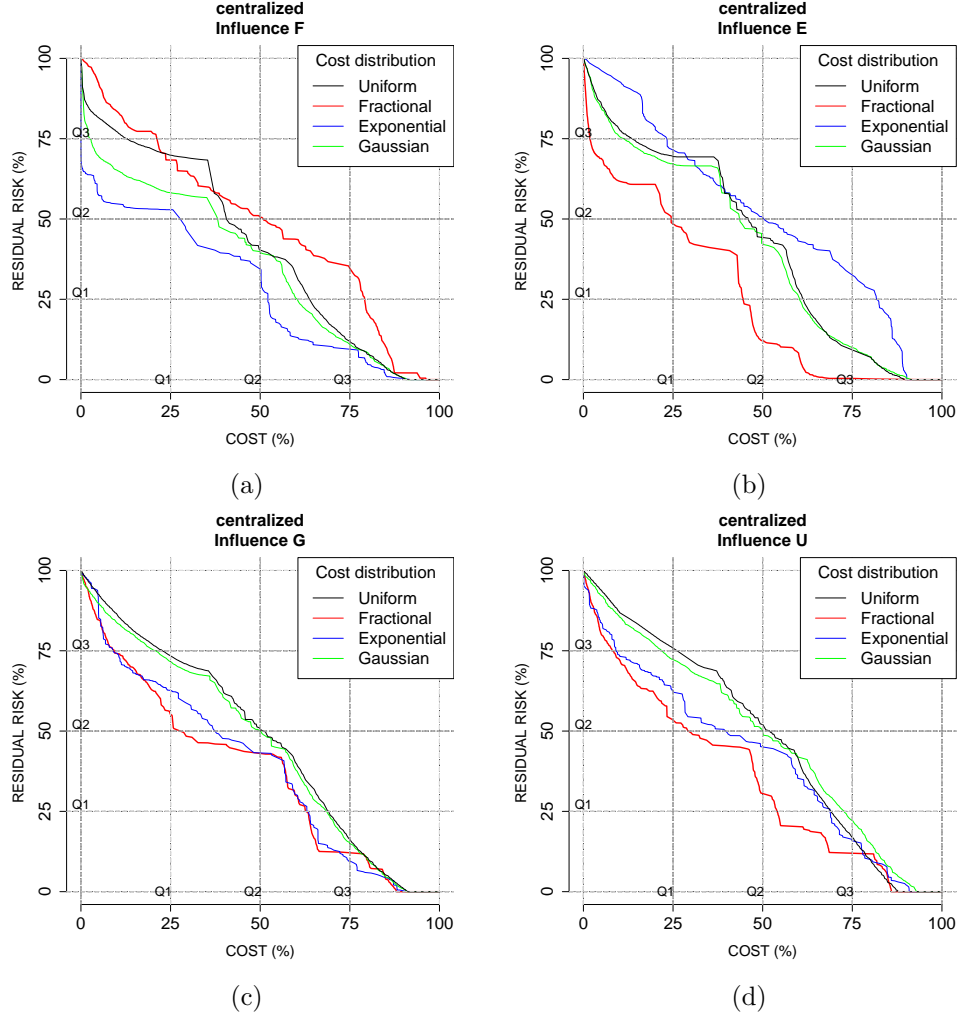 centralized
Influence F
Cost distribution
Uniform
Fractional
Exponential
Gaussian
RESIDUAL RISK (%)
100
75
50
25
0
Q3
Q2
Q1
Q1
Q2
Q3
0
25
50
75
100
COST (%)
(a)
centralized
Influence E
Cost distribution
Uniform
Fractional
Exponential
Gaussian
RESIDUAL RISK (%)
100
75
50
25
0
Q3
Q2
Q1
Q1
Q2
Q3
0
25
50
75
100
COST (%)
(b)
centralized
Influence G
Cost distribution
Uniform
Fractional
Exponential
Gaussian
RESIDUAL RISK (%)
100
75
50
25
0
Q3
Q2
Q1
Q1
Q2
Q3
0
25
50
75
100
COST (%)
(c)
centralized
Influence U
Cost distribution
Uniform
Fractional
Exponential
Gaussian
RESIDUAL RISK (%)
100
75
50
25
0
Q3
Q2
Q1
Q1
Q2
Q3
0
25
50
75
100
COST (%)
(d)